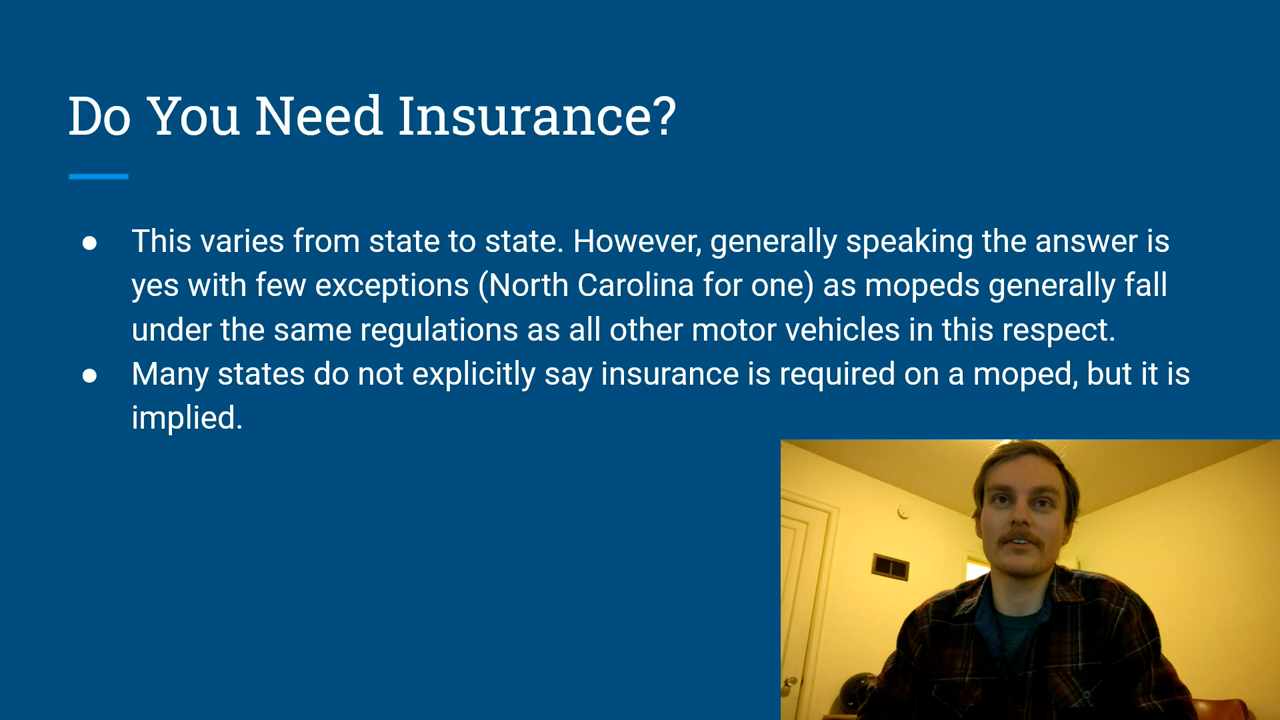 Do You Need Insurance?
● This varies from state to state. However, generally speaking the answer is
yes with few exceptions (North Carolina for one) as mopeds generally fall
under the same regulations as all other motor vehicles in this respect.
● Many states do not explicitly say insurance is required on a moped, but it is
implied.